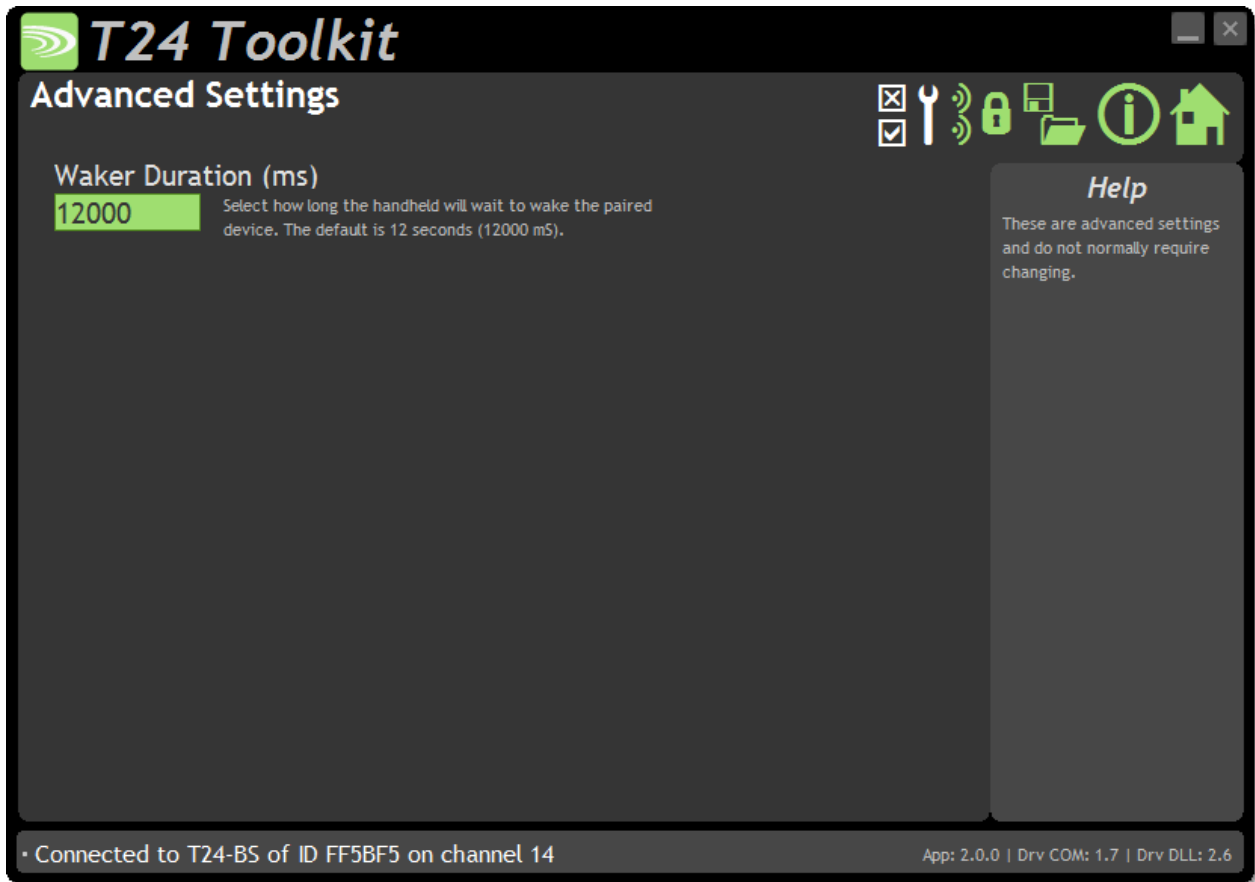 T24 Toolkit
Advanced Settings
Waker Duration (ms)
12000
Select how long the handheld will wait to wake the paired
device. The default is 12 seconds (12000 mS).
Help
These are advanced settings
and do not normally require
changing.
Connected to T24-BS of ID FF5BF5 on channel 14
App: 2.0.0 | Drv COM: 1.7 | Drv DLL: 2.6